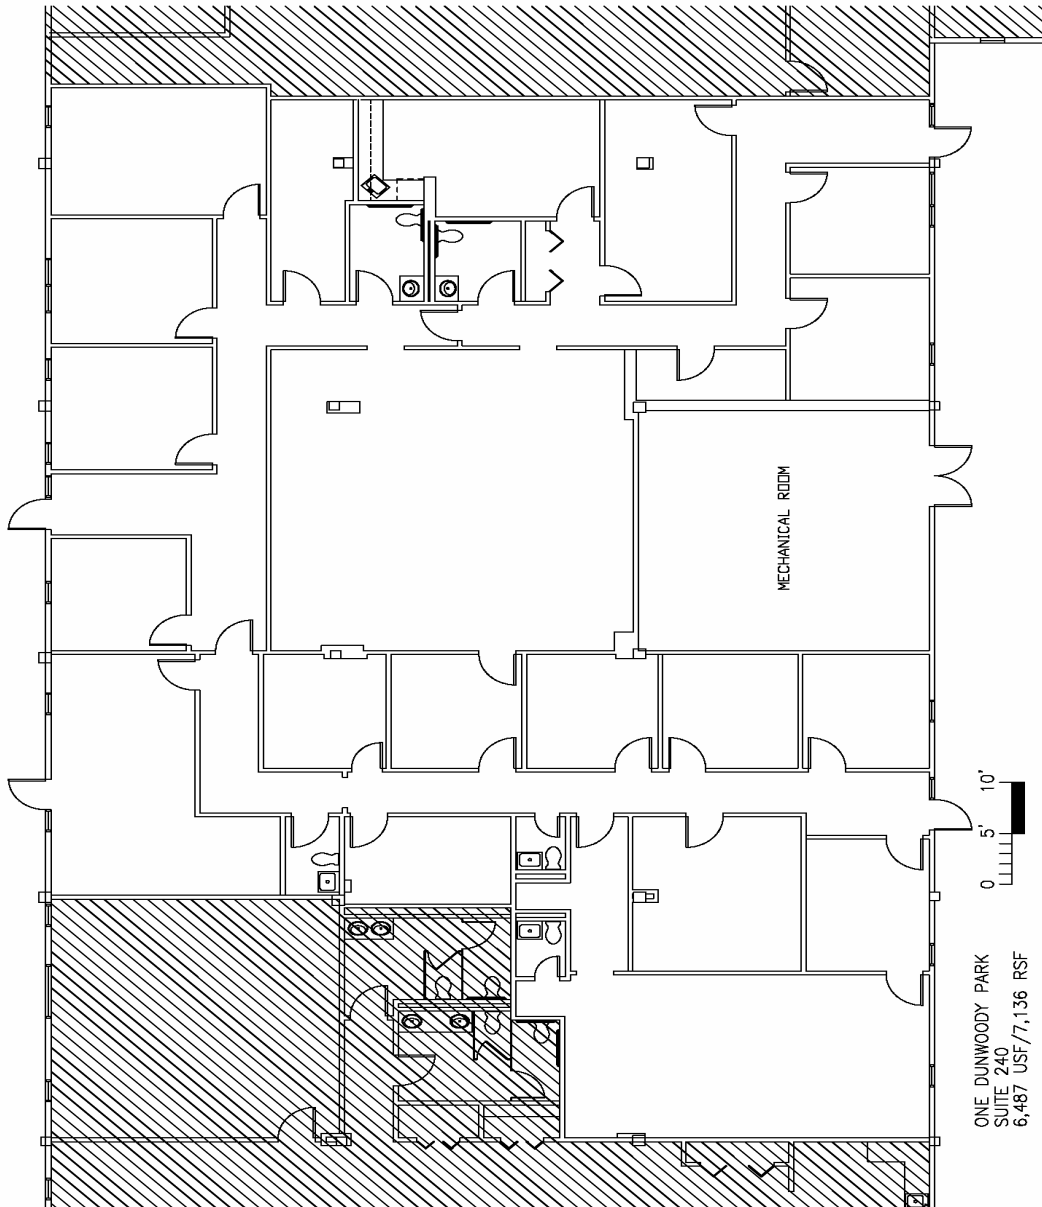 MECHANICAL ROOM
0 5' 10'
ONE DUNWOODY PARK
SUITE 240
6,487 USF/7,136 RSF